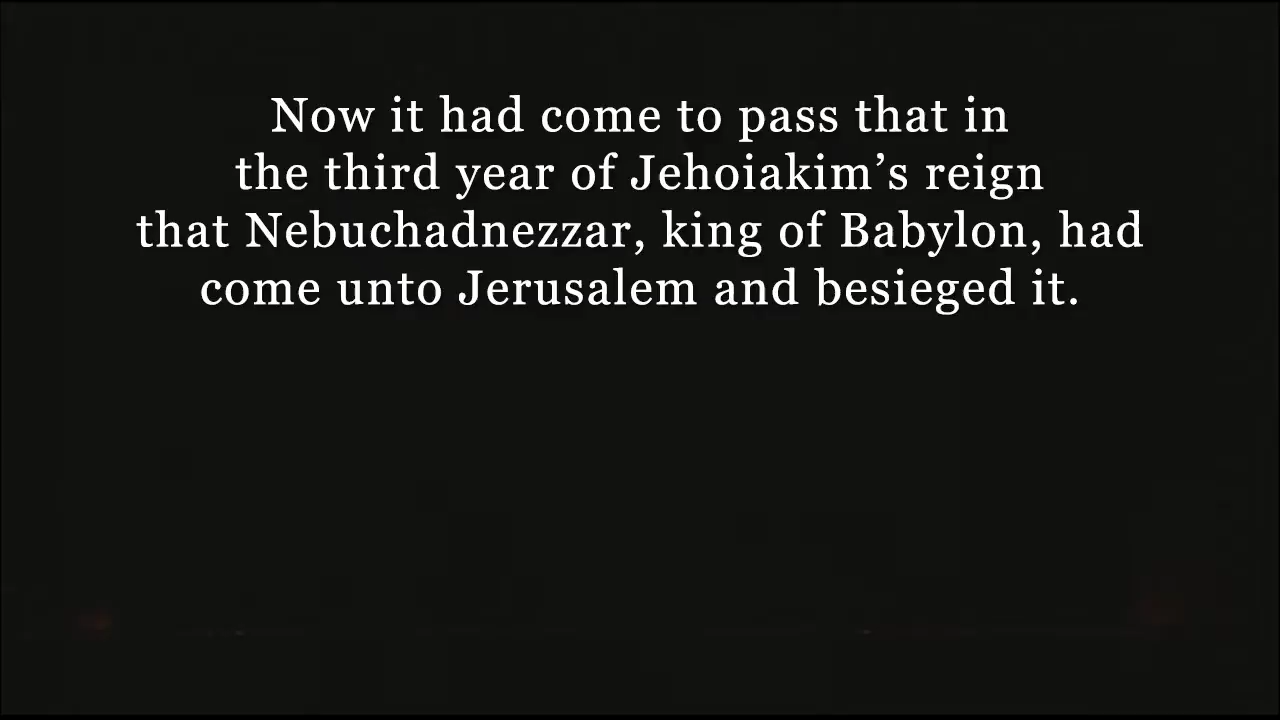 Now it had come to pass that in
the third year of Jehoiakim’s reign
that Nebuchadnezzar, king of Babylon, had
come unto Jerusalem and besieged it.